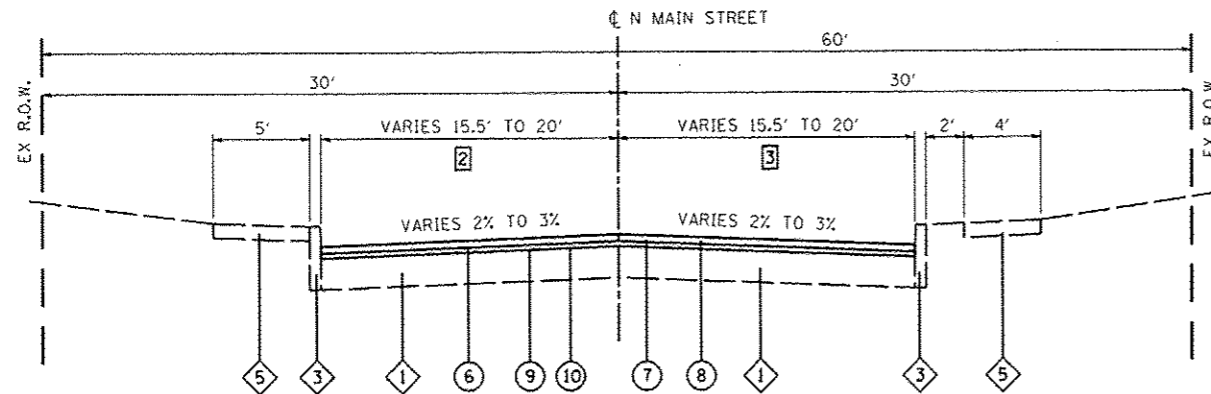 ℄ N MAIN STREET
60'
30' 30'
EX R.O.W. EX R.O.W.
5' VARIES 15.5' TO 20' VARIES 15.5' TO 20' 2' 4'
2 3
VARIES 2% TO 3% VARIES 2% TO 3%
5 3 1 6 9 10 7 8 1 3 5